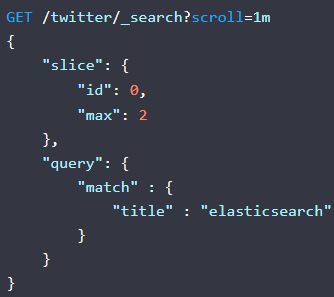 GET /twitter/_search?scroll=1m
{
    "slice": {
        "id": 0,
        "max": 2
    },
    "query": {
        "match" : {
            "title" : "elasticsearch"
        }
    }
}